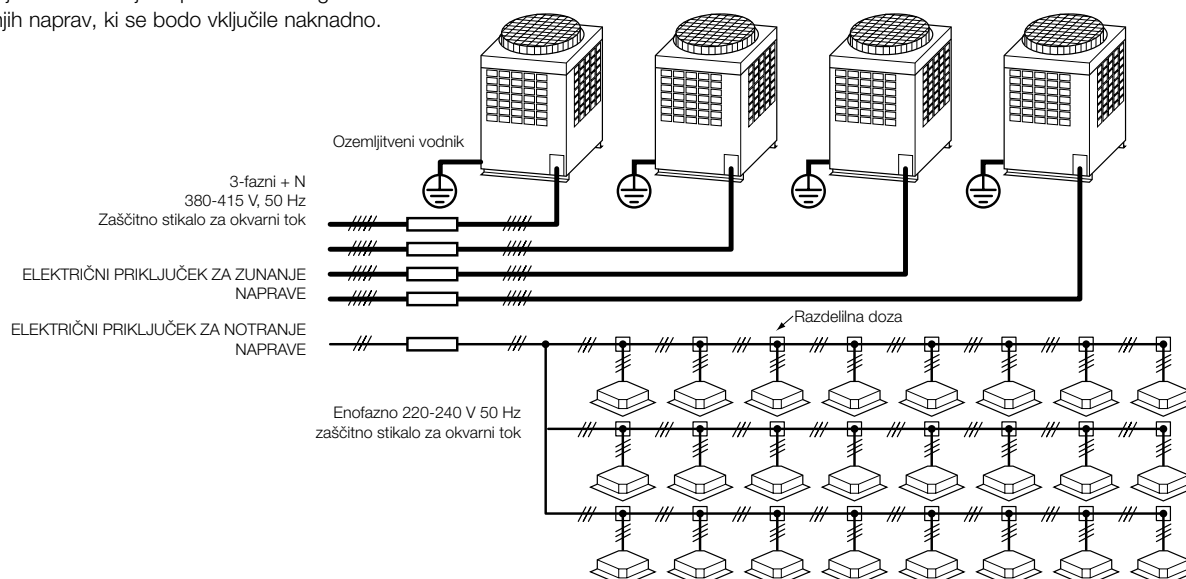 njih naprav, ki se bodo vključile naknadno.
Ozemljitveni vodnik
3-fazni + N
380-415 V, 50 Hz
Zaščitno stikalo za okvarni tok
ELEKTRIČNI PRIKLJUČEK ZA ZUNANJE
NAPRAVE
ELEKTRIČNI PRIKLJUČEK ZA NOTRANJE
NAPRAVE
Razdelilna doza
Enofazno 220-240 V 50 Hz
zaščitno stikalo za okvarni tok